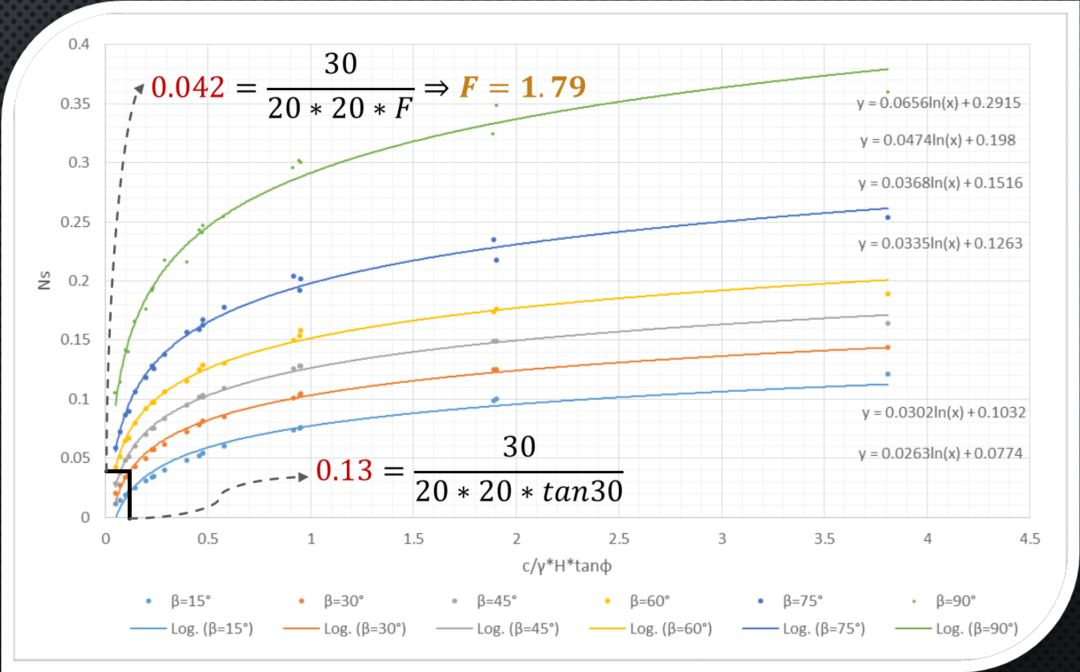 0.042 = 30 / 20 * 20 * F ⇒ F = 1.79
0.4
0.35
0.3
0.25
0.2
0.15
0.1
0.05
0
Ns
y = 0.0656ln(x) + 0.2915
y = 0.0474ln(x) + 0.198
y = 0.0368ln(x) + 0.1516
y = 0.0335ln(x) + 0.1263
y = 0.0302ln(x) + 0.1032
y = 0.0263ln(x) + 0.0774
0.13 = 30 / 20 * 20 * tan30
0 0.5 1 1.5 2 2.5 3 3.5 4 4.5
c/γ*H*tanϕ
β=15° β=30° β=45° β=60° β=75° β=90°
Log. (β=15°) Log. (β=30°) Log. (β=45°) Log. (β=60°) Log. (β=75°) Log. (β=90°)